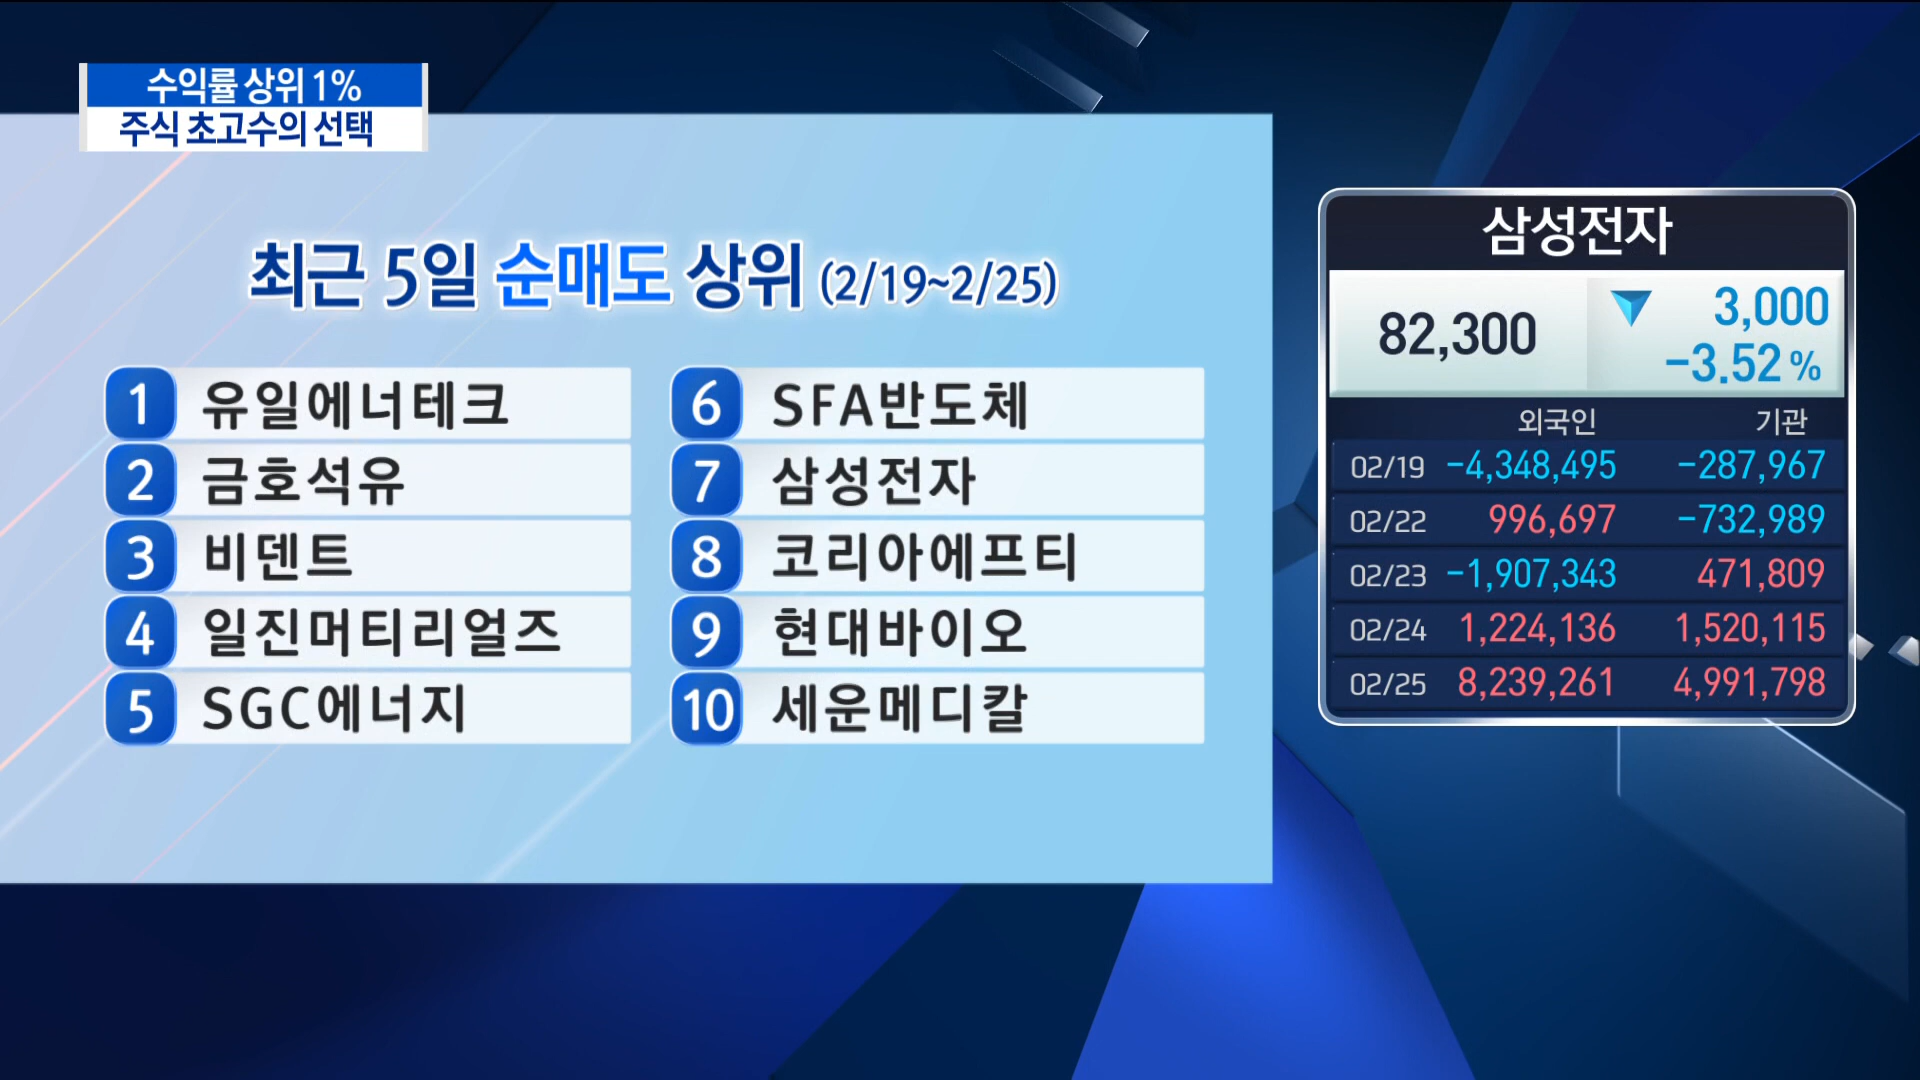 수익률 상위 1%
주식 초고수의 선택
최근 5일 순매도 상위 (2/19~2/25)
1 유일에너테크
2 금호석유
3 비덴트
4 일진머티리얼즈
5 SGC에너지
6 SFA반도체
7 삼성전자
8 코리아에프티
9 현대바이오
10 세운메디칼
삼성전자
82,300 ▼ 3,000
-3.52 %
외국인 기관
02/19 -4,348,495 -287,967
02/22 996,697 -732,989
02/23 -1,907,343 471,809
02/24 1,224,136 1,520,115
02/25 8,239,261 4,991,798